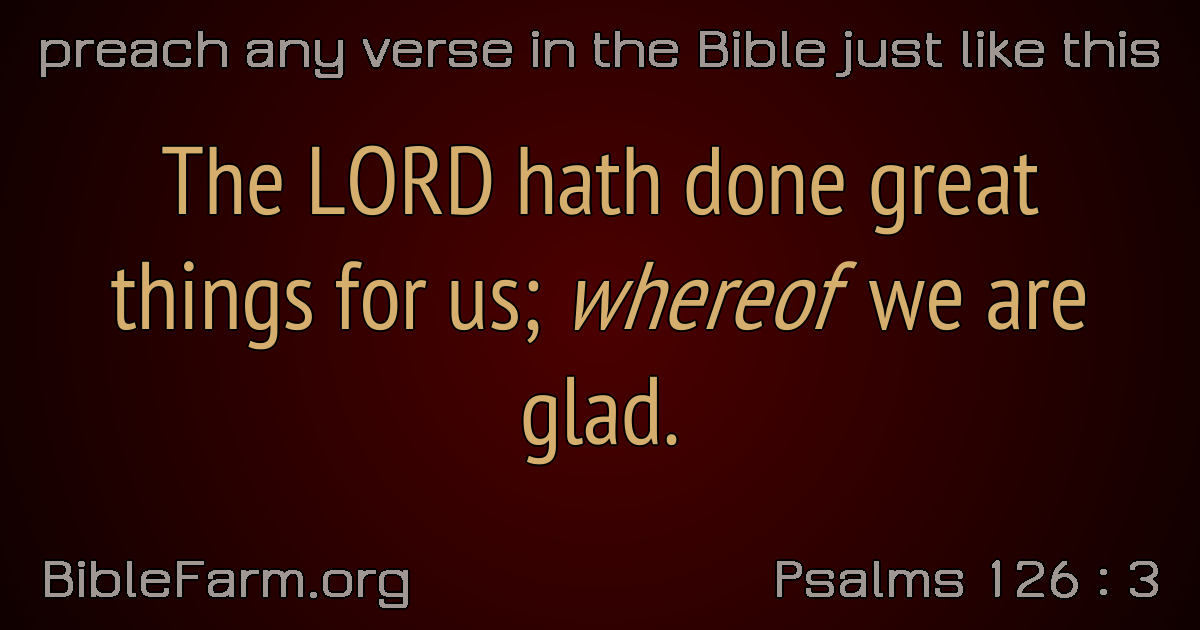 preach any verse in the Bible just like this
The LORD hath done great
things for us; whereof we are
glad.
BibleFarm.org
Psalms 126 : 3